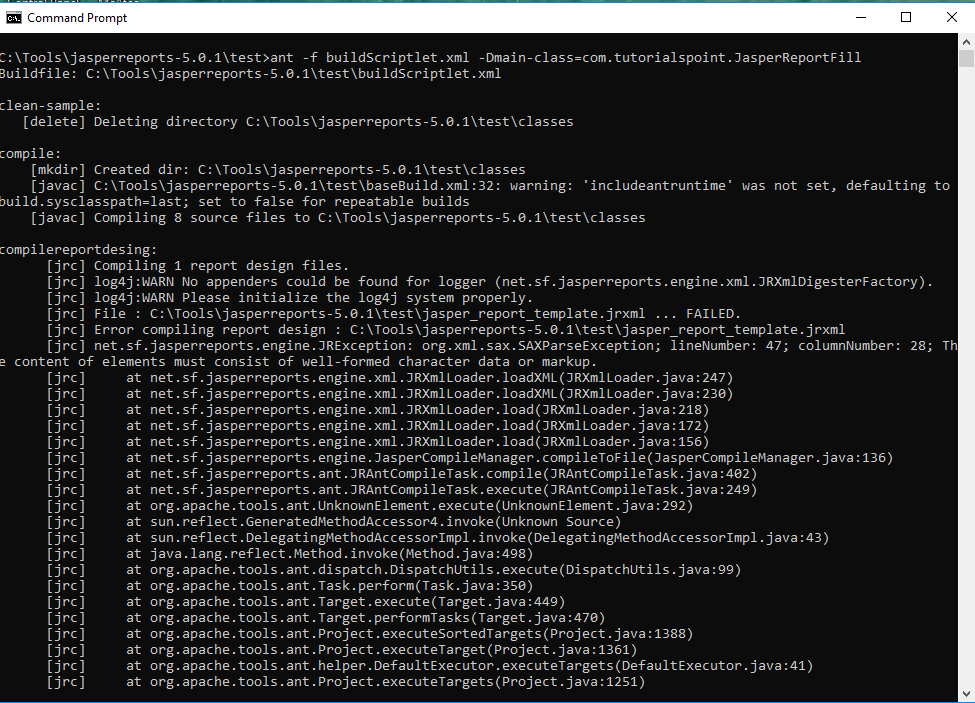 Command Prompt
C:\Tools\jasperreports-5.0.1\test>ant -f buildScriptlet.xml -Dmain-class=com.tutorialspoint.JasperReportFill
Buildfile: C:\Tools\jasperreports-5.0.1\test\buildScriptlet.xml
clean-sample:
[delete] Deleting directory C:\Tools\jasperreports-5.0.1\test\classes
compile:
[mkdir] Created dir: C:\Tools\jasperreports-5.0.1\test\classes
[javac] C:\Tools\jasperreports-5.0.1\test\baseBuild.xml:32: warning: 'includeantruntime' was not set, defaulting to
build.sysclasspath=last; set to false for repeatable builds
[javac] Compiling 8 source files to C:\Tools\jasperreports-5.0.1\test\classes
compilereportdesing:
[jrc] Compiling 1 report design files.
[jrc] log4j:WARN No appenders could be found for logger (net.sf.jasperreports.engine.xml.JRXmlDigesterFactory).
[jrc] log4j:WARN Please initialize the log4j system properly.
[jrc] File : C:\Tools\jasperreports-5.0.1\test\jasper_report_template.jrxml ... FAILED.
[jrc] Error compiling report design : C:\Tools\jasperreports-5.0.1\test\jasper_report_template.jrxml
[jrc] net.sf.jasperreports.engine.JRException: org.xml.sax.SAXParseException; lineNumber: 47; columnNumber: 28; Th
e content of elements must consist of well-formed character data or markup.
[jrc] at net.sf.jasperreports.engine.xml.JRXmlLoader.loadXML(JRXmlLoader.java:247)
[jrc] at net.sf.jasperreports.engine.xml.JRXmlLoader.loadXML(JRXmlLoader.java:230)
[jrc] at net.sf.jasperreports.engine.xml.JRXmlLoader.load(JRXmlLoader.java:218)
[jrc] at net.sf.jasperreports.engine.xml.JRXmlLoader.load(JRXmlLoader.java:172)
[jrc] at net.sf.jasperreports.engine.xml.JRXmlLoader.load(JRXmlLoader.java:156)
[jrc] at net.sf.jasperreports.engine.JasperCompileManager.compileToFile(JasperCompileManager.java:136)
[jrc] at net.sf.jasperreports.ant.JRAntCompileTask.compile(JRAntCompileTask.java:402)
[jrc] at net.sf.jasperreports.ant.JRAntCompileTask.execute(JRAntCompileTask.java:249)
[jrc] at org.apache.tools.ant.UnknownElement.execute(UnknownElement.java:292)
[jrc] at sun.reflect.GeneratedMethodAccessor4.invoke(Unknown Source)
[jrc] at sun.reflect.DelegatingMethodAccessorImpl.invoke(DelegatingMethodAccessorImpl.java:43)
[jrc] at java.lang.reflect.Method.invoke(Method.java:498)
[jrc] at org.apache.tools.ant.dispatch.DispatchUtils.execute(DispatchUtils.java:99)
[jrc] at org.apache.tools.ant.Task.perform(Task.java:350)
[jrc] at org.apache.tools.ant.Target.execute(Target.java:449)
[jrc] at org.apache.tools.ant.Target.performTasks(Target.java:470)
[jrc] at org.apache.tools.ant.Project.executeSortedTargets(Project.java:1388)
[jrc] at org.apache.tools.ant.Project.executeTarget(Project.java:1361)
[jrc] at org.apache.tools.ant.helper.DefaultExecutor.executeTargets(DefaultExecutor.java:41)
[jrc] at org.apache.tools.ant.Project.executeTargets(Project.java:1251)